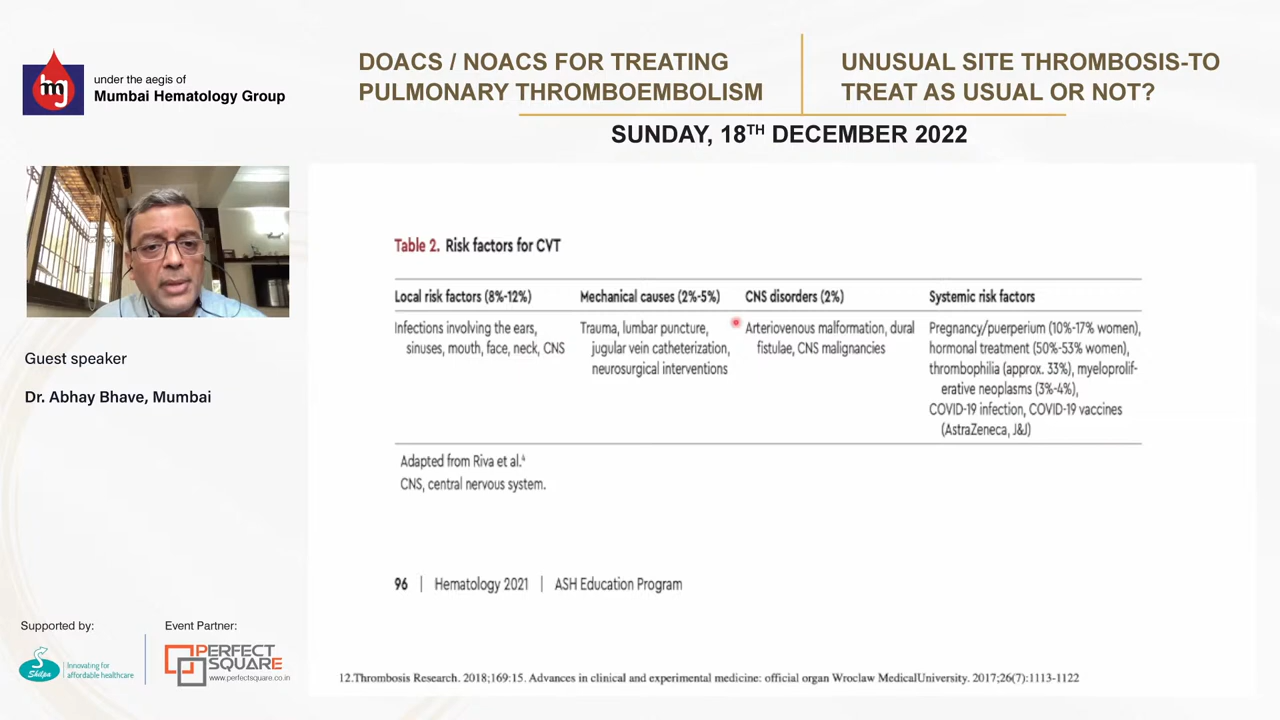 DOACS / NOACS FOR TREATING
PULMONARY THROMBOEMBOLISM
UNUSUAL SITE THROMBOSIS-TO
TREAT AS USUAL OR NOT?
SUNDAY, 18TH DECEMBER 2022
mg
under the aegis of
Mumbai Hematology Group
Guest speaker
Dr. Abhay Bhave, Mumbai
Table 2. Risk factors for CVT
Local risk factors (8%-12%)
Infections involving the ears,
sinuses, mouth, face, neck, CNS
Mechanical causes (2%-5%)
Trauma, lumbar puncture,
jugular vein catheterization,
neurosurgical interventions
CNS disorders (2%)
Arteriovenous malformation, dural
fistulae, CNS malignancies
Systemic risk factors
Pregnancy/puerperium (10%-17% women),
hormonal treatment (50%-53% women),
thrombophilia (approx. 33%), myeloprolif-
erative neoplasms (3%-4%),
COVID-19 infection, COVID-19 vaccines
(AstraZeneca, J&J)
Adapted from Riva et al.4
CNS, central nervous system.
96 | Hematology 2021 | ASH Education Program
12.Thrombosis Research. 2018;169:15. Advances in clinical and experimental medicine: official organ Wroclaw MedicalUniversity. 2017;26(7):1113-1122
Supported by:
Shilpa
Innovating for
affordable healthcare
Event Partner:
PERFECT
SQUARE
www.perfectsquare.co.in